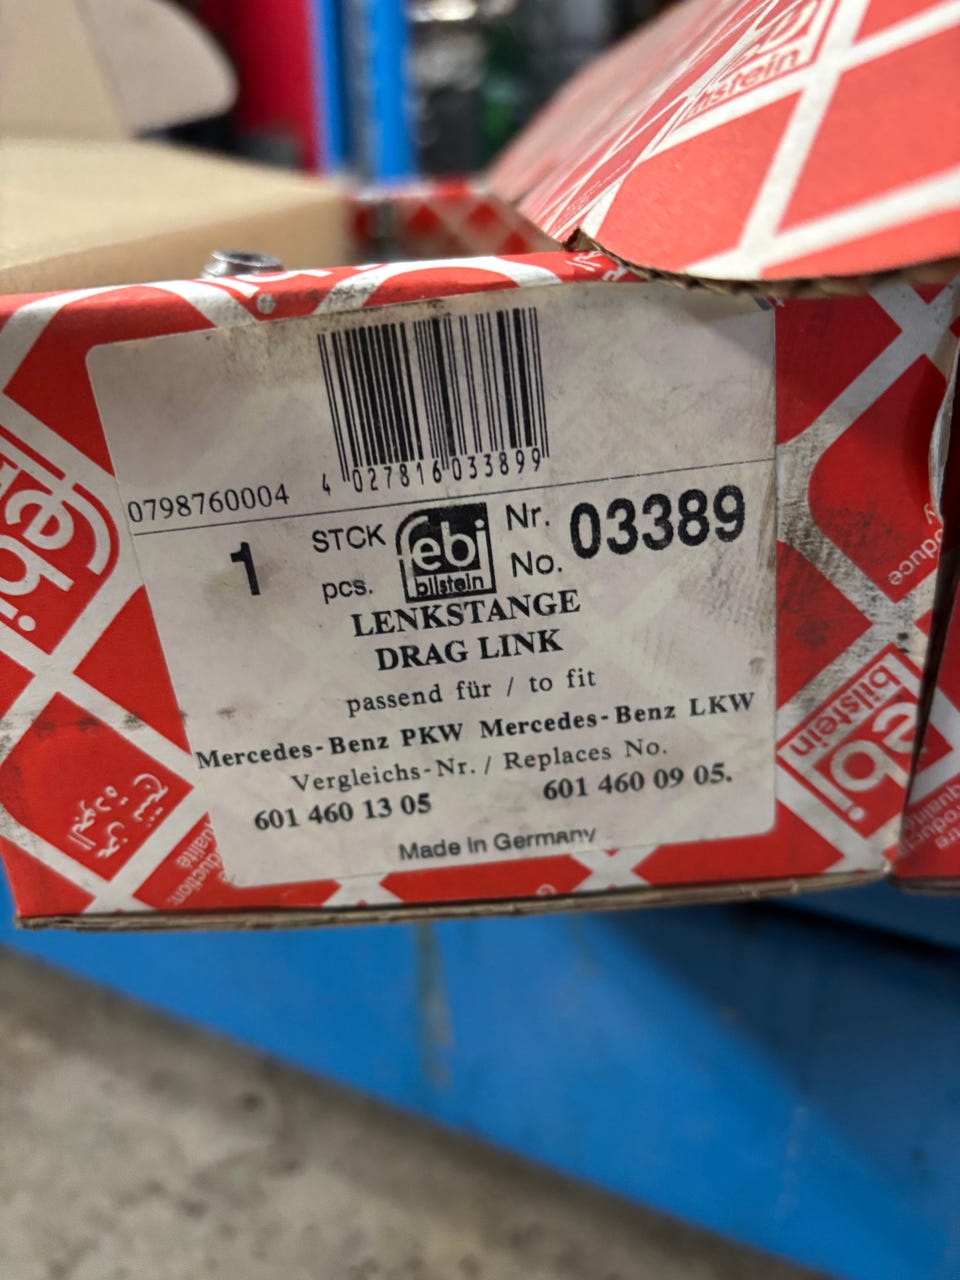 bilstein
4 027816 033899
0798760004
1 STCK pcs. febi bilstein Nr. No. 03389
LENKSTANGE
DRAG LINK
passend für / to fit
Mercedes-Benz PKW Mercedes-Benz LKW
Vergleichs-Nr. / Replaces No.
601 460 13 05 601 460 09 05.
Made in Germany
febi
febi
bilstein
qualité